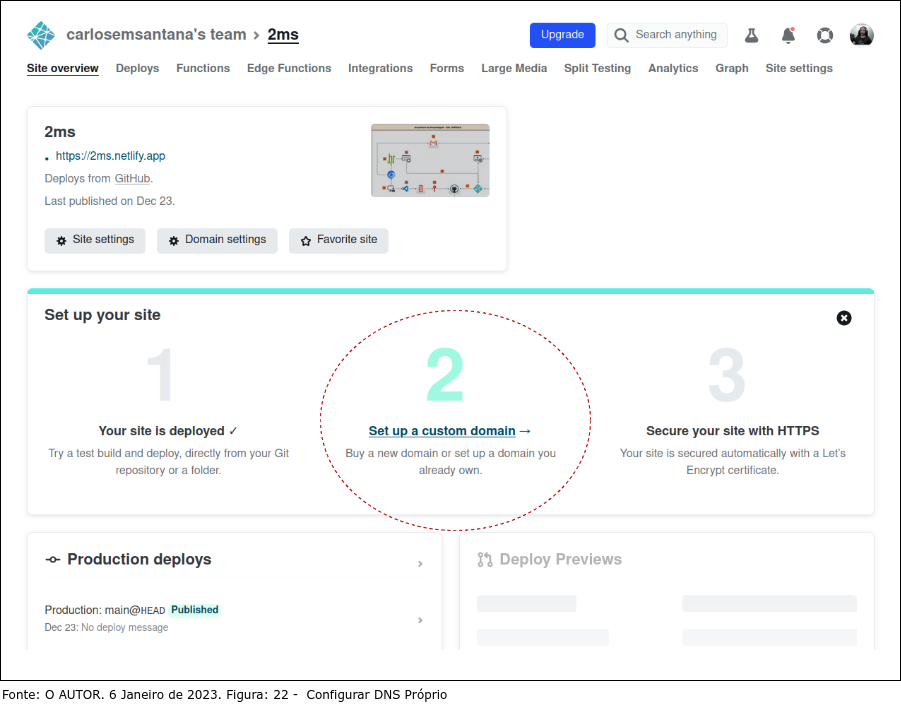 carlosemsantana's team > 2ms
Upgrade
Search anything
Site overview Deploys Functions Edge Functions Integrations Forms Large Media Split Testing Analytics Graph Site settings
2ms
https://2ms.netlify.app
Deploys from GitHub.
Last published on Dec 23.
Site settings Domain settings Favorite site
Set up your site
1
Your site is deployed ✓
Try a test build and deploy, directly from your Git
repository or a folder.
2
Set up a custom domain →
Buy a new domain or set up a domain you
already own.
3
Secure your site with HTTPS
Your site is secured automatically with a Let's
Encrypt certificate.
Production deploys
Production: main@HEAD Published
Dec 23: No deploy message
Deploy Previews
Fonte: O AUTOR. 6 Janeiro de 2023. Figura: 22 - Configurar DNS Próprio